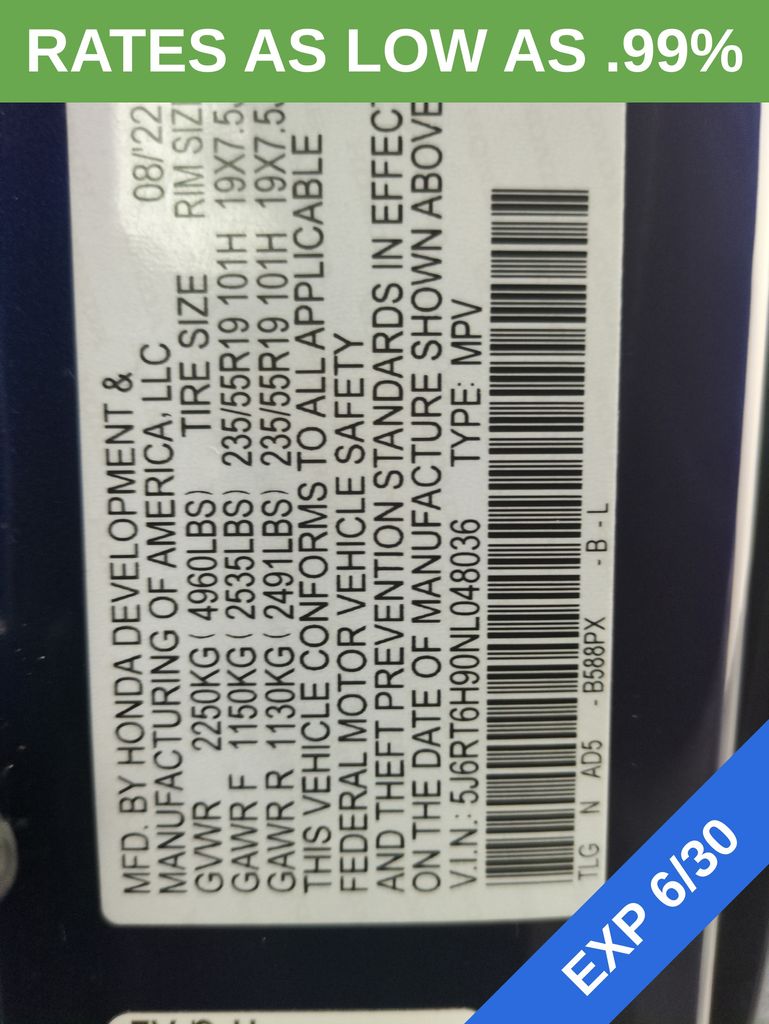 RATES AS LOW AS .99%
MFD. BY HONDA DEVELOPMENT &
MANUFACTURING OF AMERICA, LLC 08/'22
GVWR 2250KG ( 4960LBS) TIRE SIZE RIM SIZE
GAWR F 1150KG ( 2535LBS) 235/55R19 101H 19X7.5J
GAWR R 1130KG ( 2491LBS) 235/55R19 101H 19X7.5J
THIS VEHICLE CONFORMS TO ALL APPLICABLE
FEDERAL MOTOR VEHICLE SAFETY
AND THEFT PREVENTION STANDARDS IN EFFECT
ON THE DATE OF MANUFACTURE SHOWN ABOVE
V.I.N.: 5J6RT6H90NL048036 TYPE: MPV
TLG N AD5 - B588PX - B - L
EXP 6/30